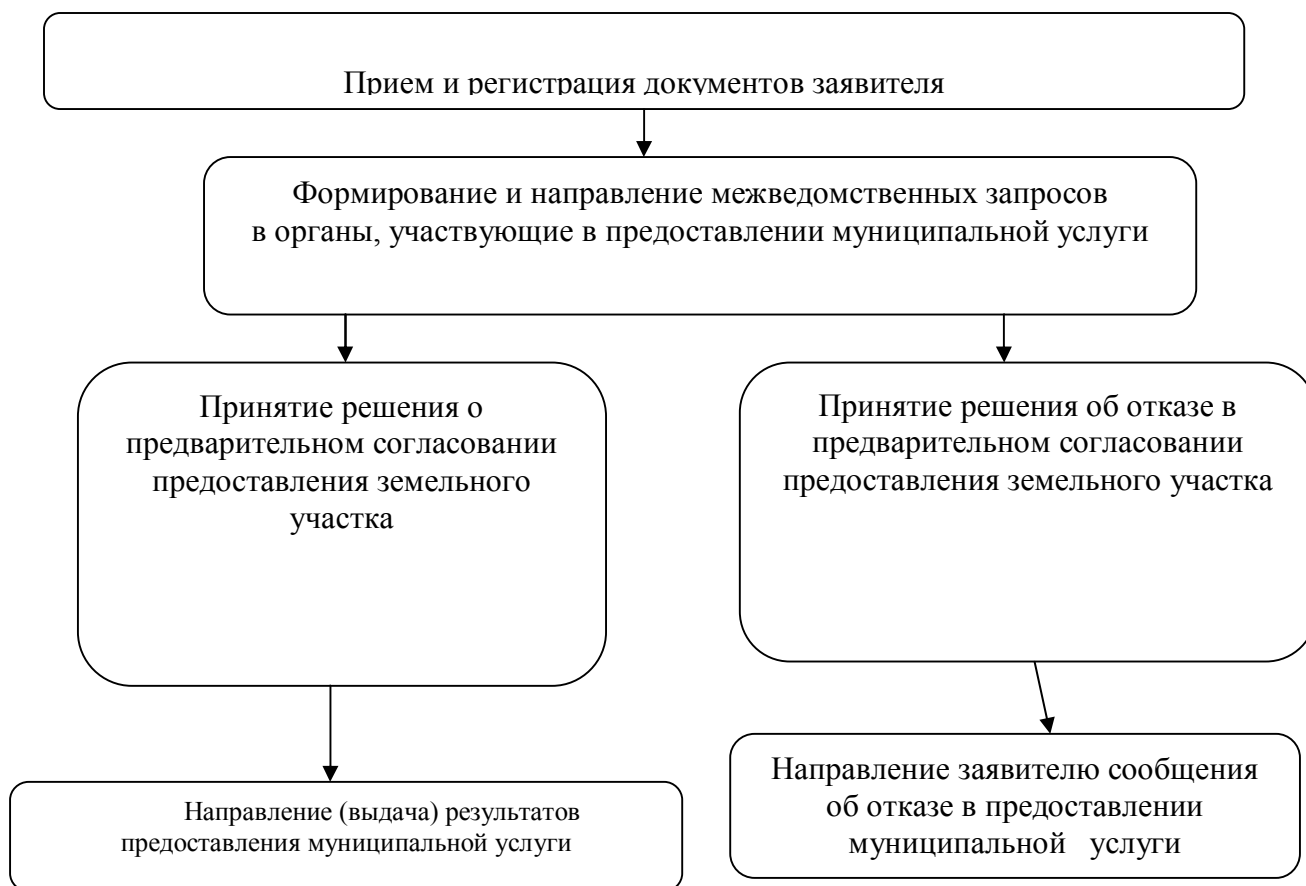 Прием и регистрация документов заявителя
Формирование и направление межведомственных запросов
в органы, участвующие в предоставлении муниципальной услуги
Принятие решения о
предварительном согласовании
предоставления земельного
участка
Принятие решения об отказе в
предварительном согласовании
предоставления земельного участка
Направление (выдача) результатов
предоставления муниципальной услуги
Направление заявителю сообщения
об отказе в предоставлении
муниципальной услуги